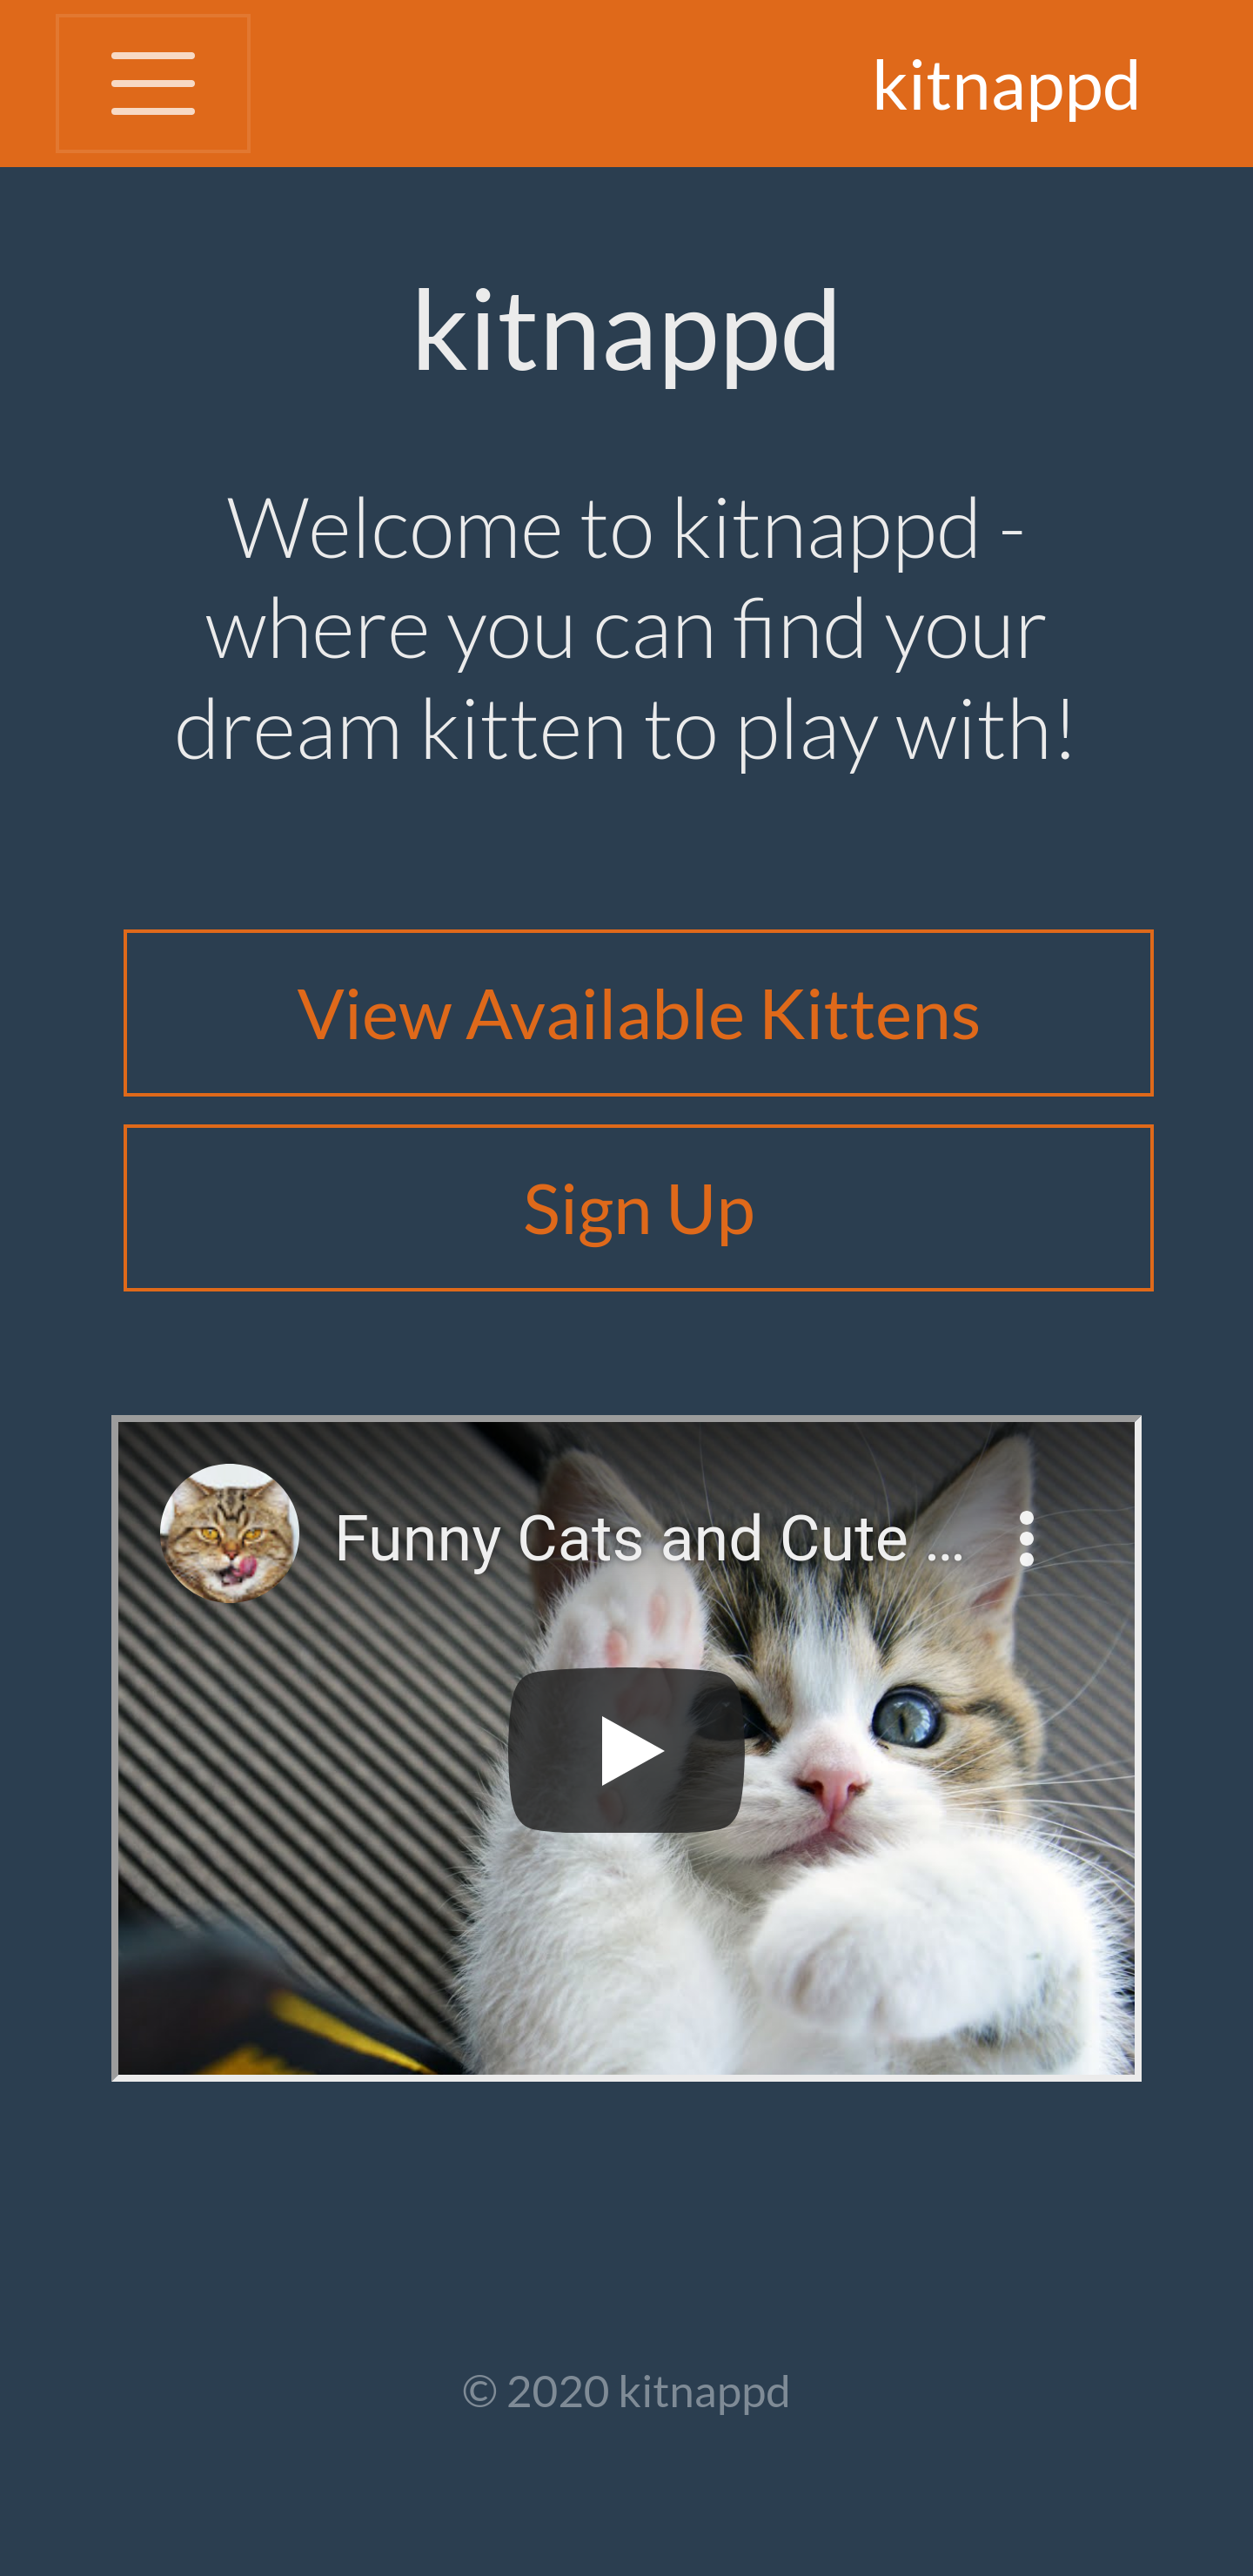 kitnappd
kitnappd
Welcome to kitnappd -
where you can find your
dream kitten to play with!
View Available Kittens
Sign Up
Funny Cats and Cute ...
© 2020 kitnappd